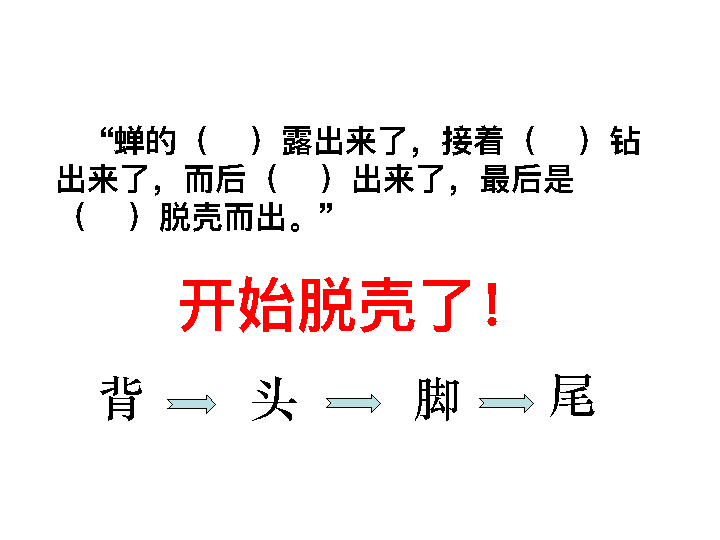 “蝉的（　）露出来了，接着（　）钻
出来了，而后（　）出来了，最后是
（　）脱壳而出。”
开始脱壳了！
背 头 脚 尾